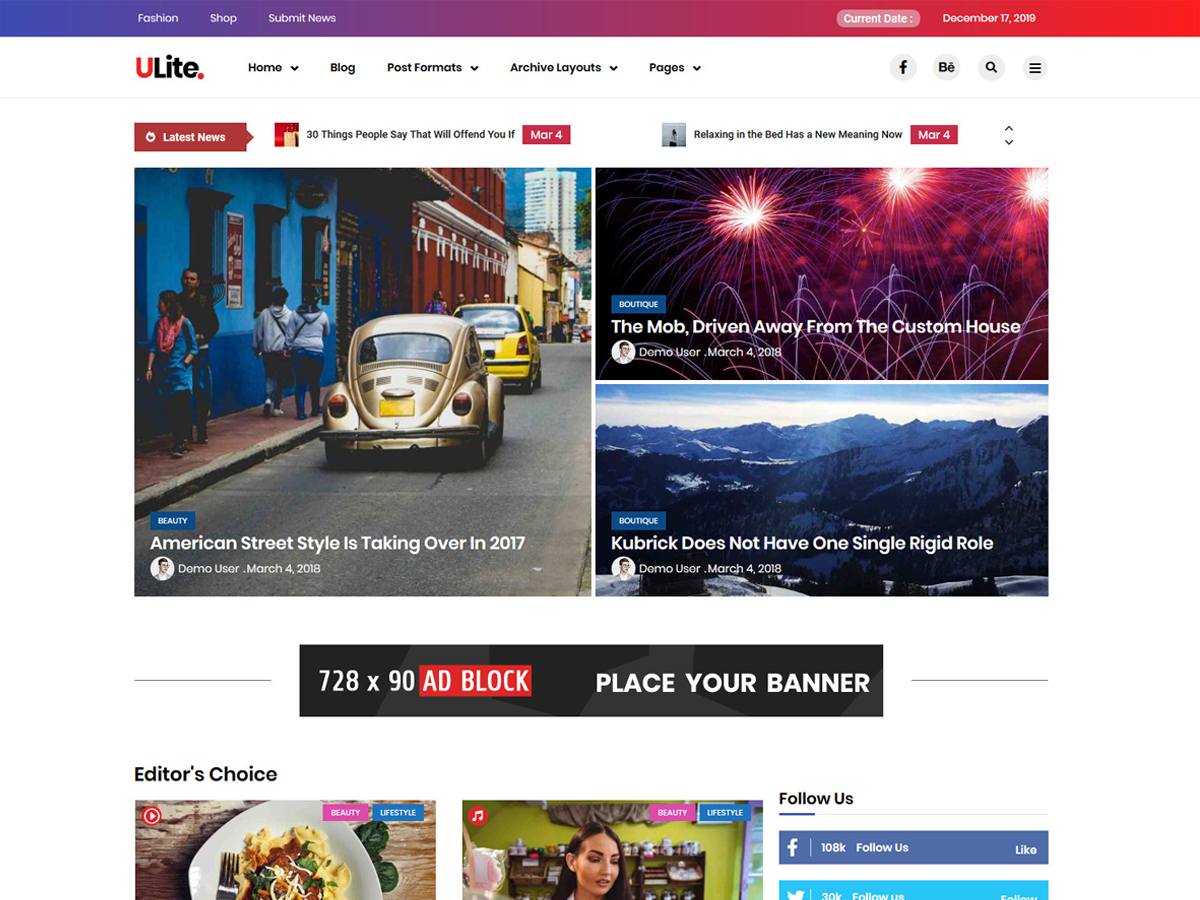 Fashion Shop Submit News Current Date : December 17, 2019
ULite. Home Blog Post Formats Archive Layouts Pages Bē
Latest News 30 Things People Say That Will Offend You If Mar 4 Relaxing in the Bed Has a New Meaning Now Mar 4
BOUTIQUE
The Mob, Driven Away From The Custom House
Demo User . March 4, 2018
BEAUTY
American Street Style Is Taking Over In 2017
Demo User . March 4, 2018
BOUTIQUE
Kubrick Does Not Have One Single Rigid Role
Demo User . March 4, 2018
728 x 90 AD BLOCK PLACE YOUR BANNER
Editor's Choice
BEAUTY LIFESTYLE
BEAUTY LIFESTYLE
Follow Us
108k Follow Us Like
30k Follow us Follow